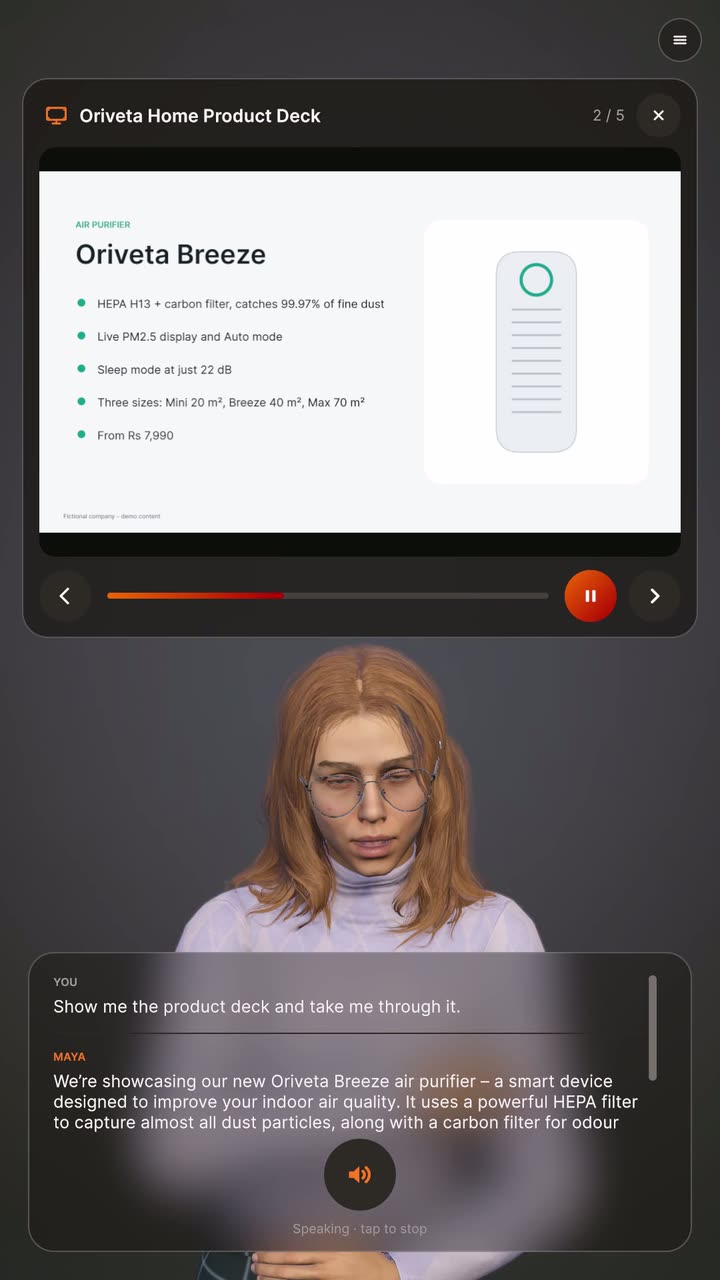 Oriveta Home Product Deck
2 / 5
AIR PURIFIER
Oriveta Breeze
HEPA H13 + carbon filter, catches 99.97% of fine dust
Live PM2.5 display and Auto mode
Sleep mode at just 22 dB
Three sizes: Mini 20 m², Breeze 40 m², Max 70 m²
From Rs 7,990
Fictional company - demo content
YOU
Show me the product deck and take me through it.
MAYA
We’re showcasing our new Oriveta Breeze air purifier – a smart device
designed to improve your indoor air quality. It uses a powerful HEPA filter
to capture almost all dust particles, along with a carbon filter for odour
Speaking · tap to stop